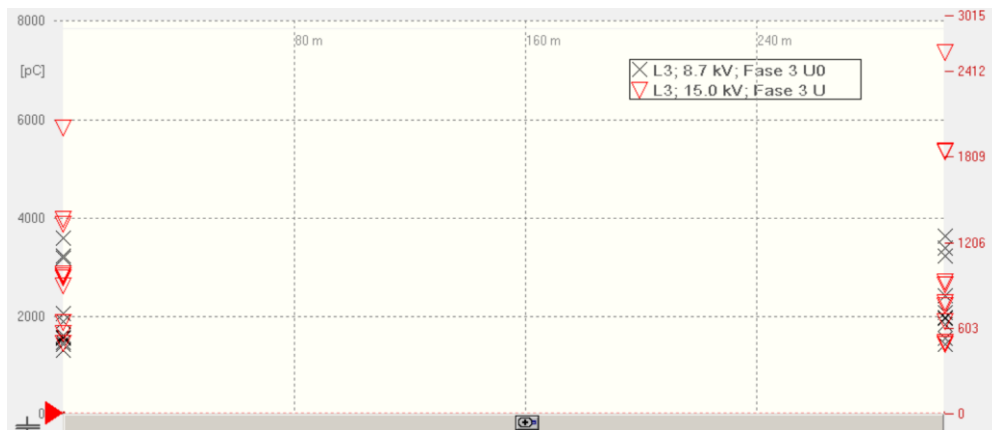 8000
3015
80 m
160 m
240 m
[pC]
L3; 8.7 kV; Fase 3 U0
2412
L3; 15.0 kV; Fase 3 U
6000
1809
4000
1206
2000
603
0
0